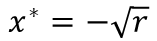 x* = −√r